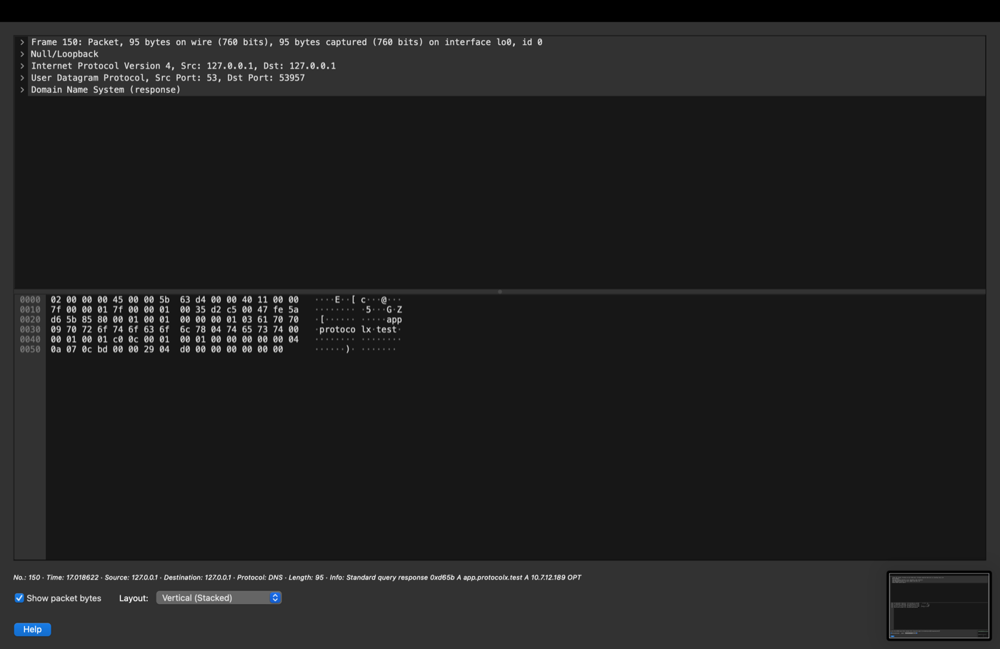 Frame 150: Packet, 95 bytes on wire (760 bits), 95 bytes captured (760 bits) on interface lo0, id 0
Null/Loopback
Internet Protocol Version 4, Src: 127.0.0.1, Dst: 127.0.0.1
User Datagram Protocol, Src Port: 53, Dst Port: 53957
Domain Name System (response)
0000 02 00 00 00 45 00 00 5b 63 d4 00 00 40 11 00 00 ····E··[ c···@···
0010 7f 00 00 01 7f 00 00 01 00 35 d2 c5 00 47 fe 5a ········ ·5···G·Z
0020 d6 5b 85 80 00 01 00 01 00 00 00 01 03 61 70 70 ·[······ ·····app
0030 09 70 72 6f 74 6f 63 6f 6c 78 04 74 65 73 74 00 ·protoco lx·test·
0040 00 01 00 01 c0 0c 00 01 00 01 00 00 00 00 00 04 ········ ········
0050 0a 07 0c bd 00 00 29 04 d0 00 00 00 00 00 00 ······)· ·······
No.: 150 · Time: 17.018622 · Source: 127.0.0.1 · Destination: 127.0.0.1 · Protocol: DNS · Length: 95 · Info: Standard query response 0xd65b A app.protocolx.test A 10.7.12.189 OPT
Show packet bytes Layout: Vertical (Stacked)
Help